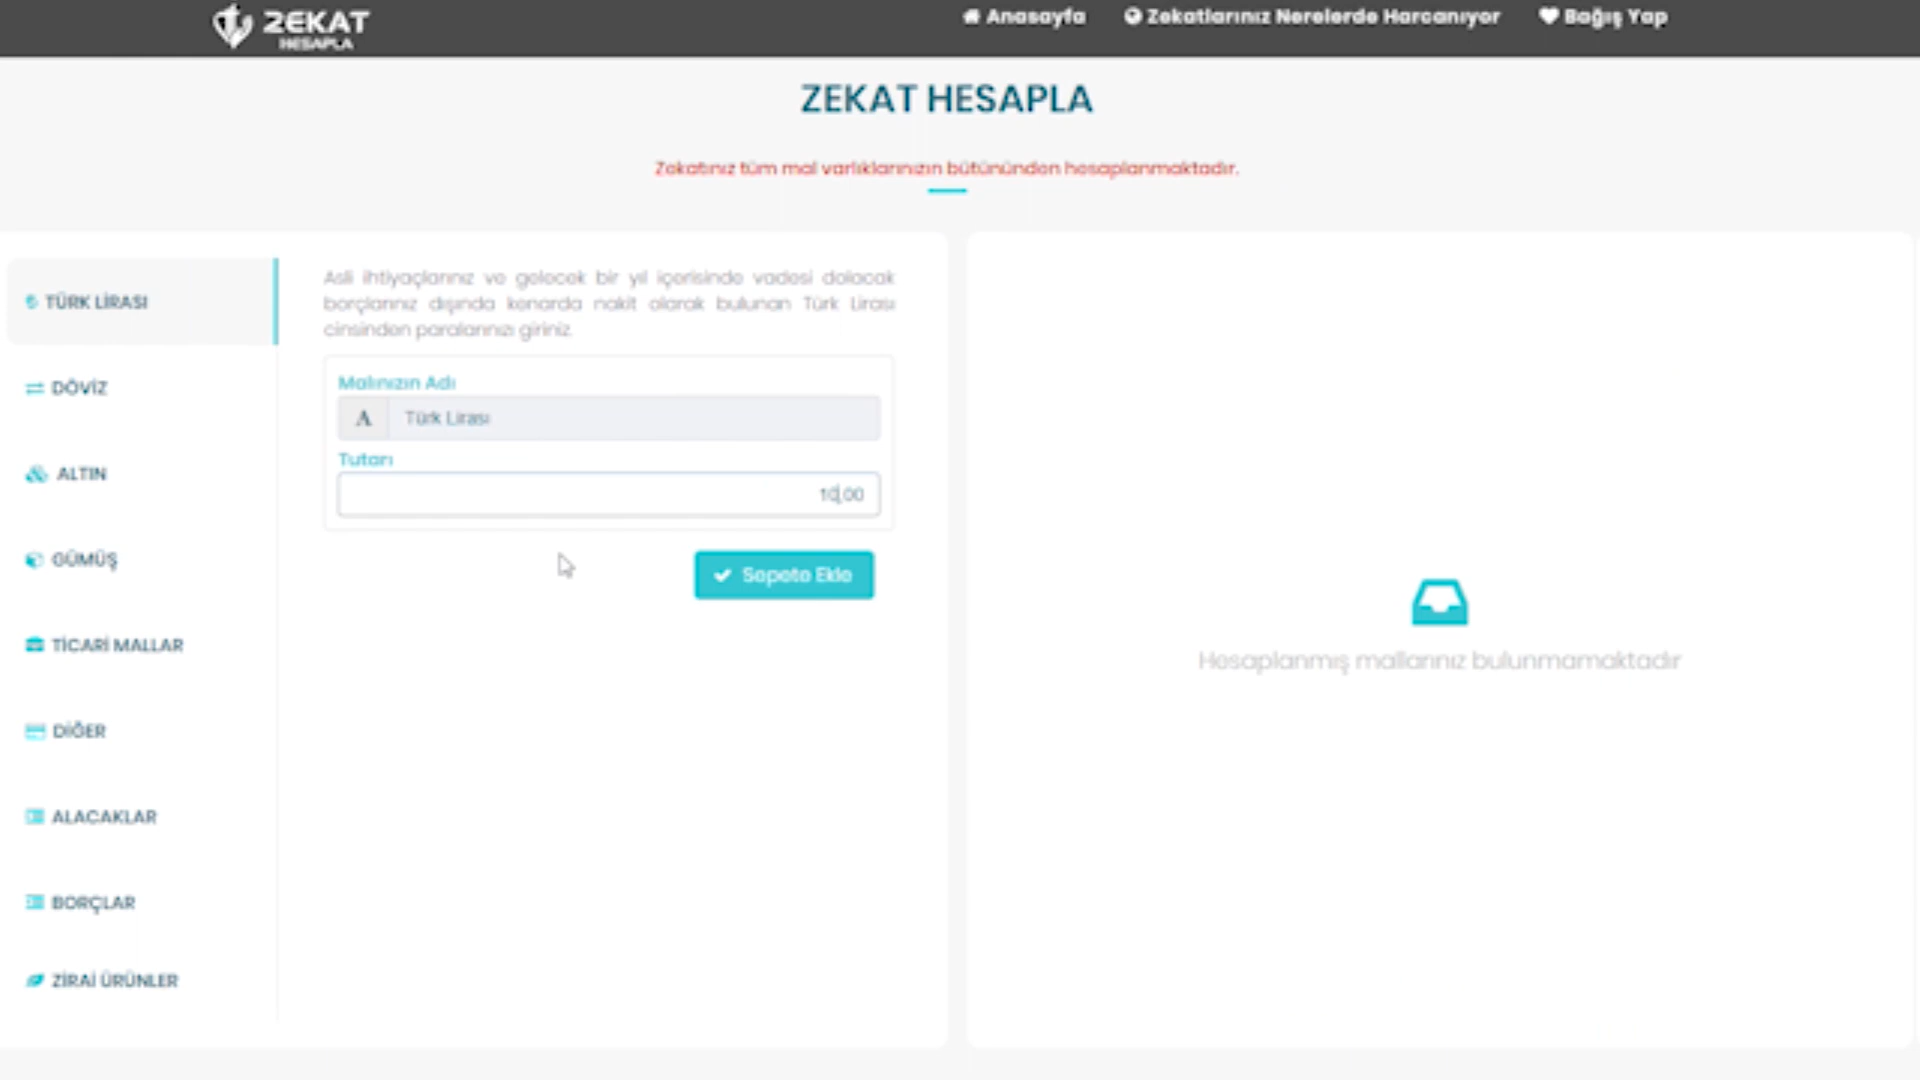 ZEKAT
HESAPLA
Anasayfa
Zekatlarınız Nerelerde Harcanıyor
Bağış Yap
ZEKAT HESAPLA
Zekatınız tüm mal varlıklarınızın bütününden hesaplanmaktadır.
TÜRK LİRASI
DÖVİZ
ALTIN
GÜMÜŞ
TİCARİ MALLAR
DİĞER
ALACAKLAR
BORÇLAR
ZİRAİ ÜRÜNLER
Asli ihtiyaçlarınız ve gelecek bir yıl içerisinde vadesi dolacak
borçlarınız dışında kenarda nakit olarak bulunan Türk Lirası
cinsinden paralarınızı giriniz.
Malınızın Adı
A Türk Lirası
Tutarı
10,00
Sepete Ekle
Hesaplanmış mallarınız bulunmamaktadır